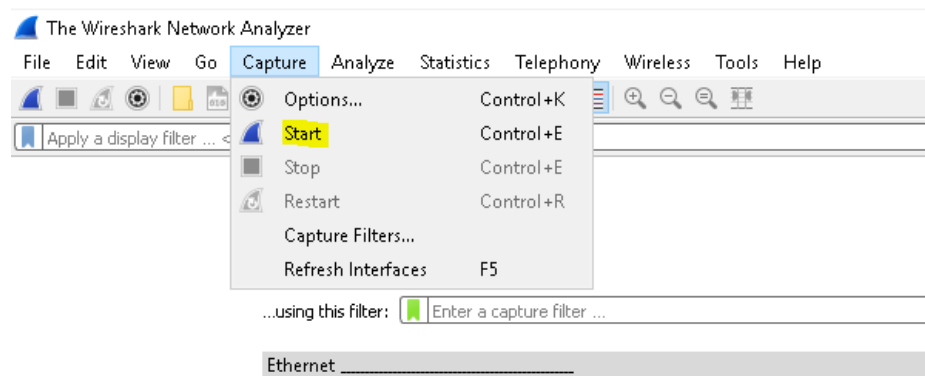 The Wireshark Network Analyzer
File Edit View Go Capture Analyze Statistics Telephony Wireless Tools Help
Apply a display filter ... <
Options... Control+K
Start Control+E
Stop Control+E
Restart Control+R
Capture Filters...
Refresh Interfaces F5
...using this filter: Enter a capture filter ...
Ethernet